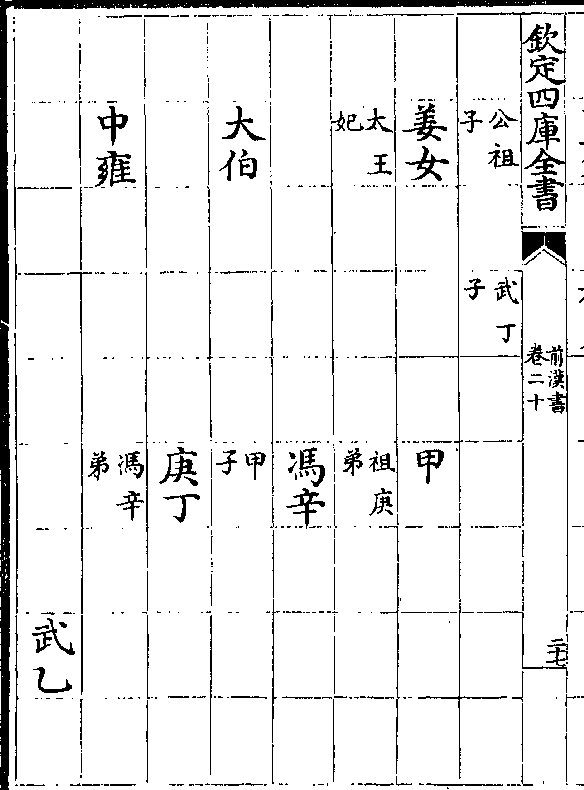 欽定四庫全書
前漢書
卷二十
公祖
子
武丁
子
姜女
甲
太王
妃
祖庚
弟
馮辛
大伯
甲
子
庚丁
中雍
馮辛
弟
武乙